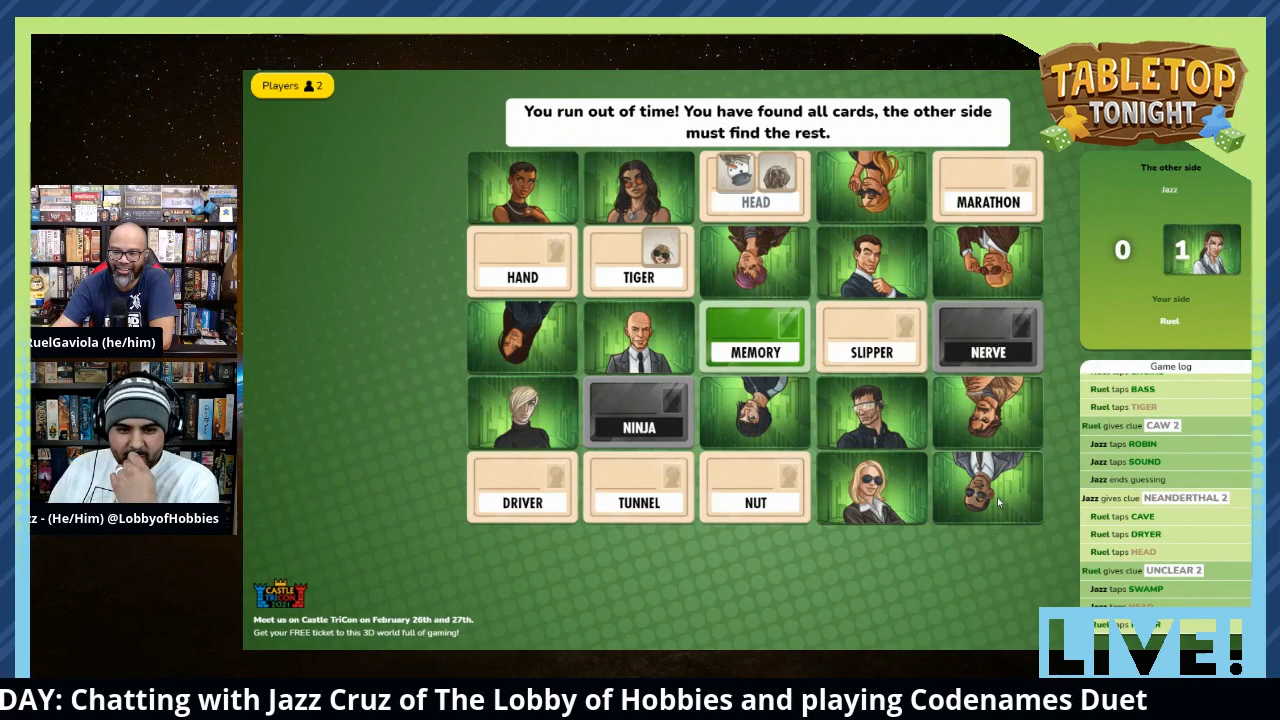 TABLETOP
TONIGHT
Players 2
You run out of time! You have found all cards, the other side
must find the rest.
HEAD
MARATHON
HAND
TIGER
MEMORY
SLIPPER
NERVE
NINJA
DRIVER
TUNNEL
NUT
The other side
Jazz
0 1
Your side
Ruel
Game log
Ruel taps BASS
Ruel taps TIGER
Ruel gives clue CAW 2
Jazz taps ROBIN
Jazz taps SOUND
Jazz ends guessing
Jazz gives clue NEANDERTHAL 2
Ruel taps CAVE
Ruel taps DRYER
Ruel taps HEAD
Ruel gives clue UNCLEAR 2
Jazz taps SWAMP
Jazz taps HEAD
RuelGaviola (he/him)
zz - (He/Him) @LobbyofHobbies
CASTLE
TRICON
2021
Meet us on Castle TriCon on February 26th and 27th.
Get your FREE ticket to this 3D world full of gaming!
LIVE!
DAY: Chatting with Jazz Cruz of The Lobby of Hobbies and playing Codenames Duet